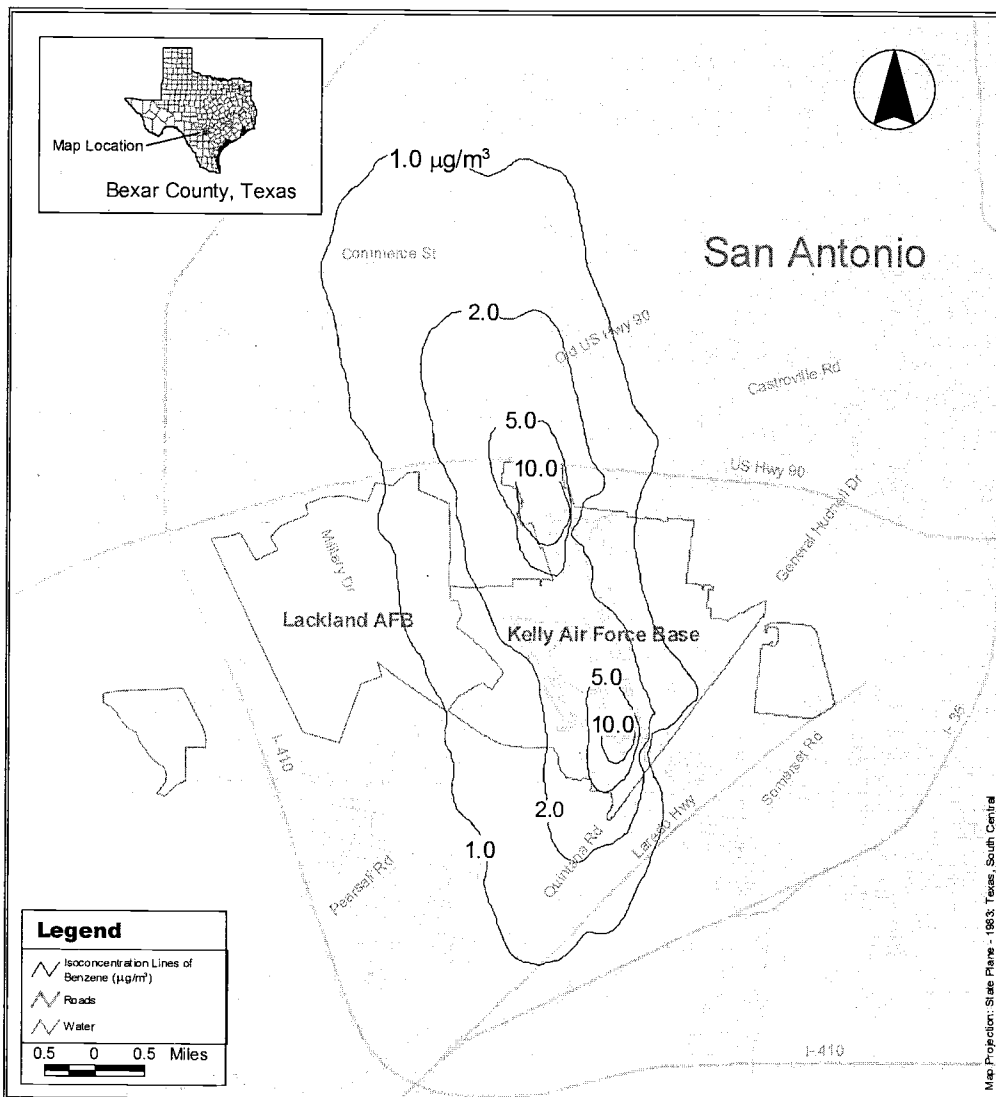 Map Location
Bexar County, Texas
1.0 µg/m³
San Antonio
Commerce St
2.0
Old US Hwy 90
Castroville Rd
5.0
10.0
US Hwy 90
General Hudnell Dr
Military Dr
Lackland AFB
Kelly Air Force Base
5.0
10.0
I-410
I-35
Somerset Rd
2.0
1.0
Quintana Rd
Laredo Hwy
Pearsall Rd
Legend
Isoconcentration Lines of
Benzene (µg/m³)
Roads
Water
0.5 0 0.5 Miles
I-410
Map Projection: State Plane - 1983; Texas, South Central